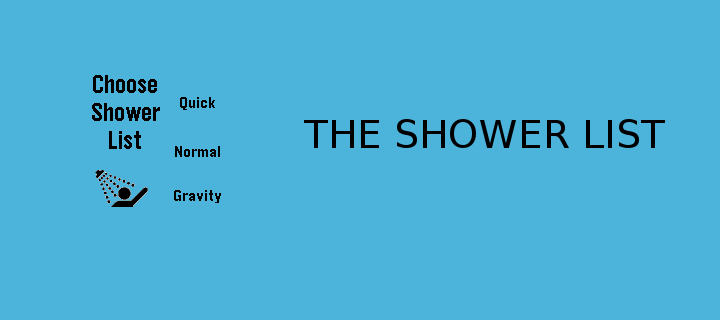 Choose
Shower
List
Quick
Normal
Gravity
THE SHOWER LIST